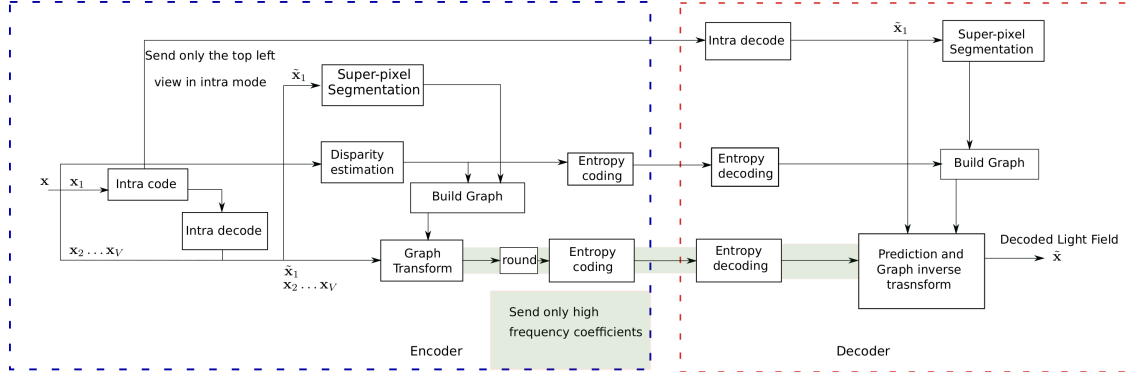 Send only the top left
view in intra mode
x̃₁
Super-pixel
Segmentation
Intra decode
x̃₁
Super-pixel
Segmentation
Disparity
estimation
Entropy
coding
Entropy
decoding
Build Graph
x
x₁
Intra code
Build Graph
Intra decode
x₂ … x_V
x̃₁
x₂ … x_V
Graph
Transform
round
Entropy
coding
Entropy
decoding
Prediction and
Graph inverse
trasnsform
Decoded Light Field
x̃
Send only high
frequency coefficients
Encoder
Decoder